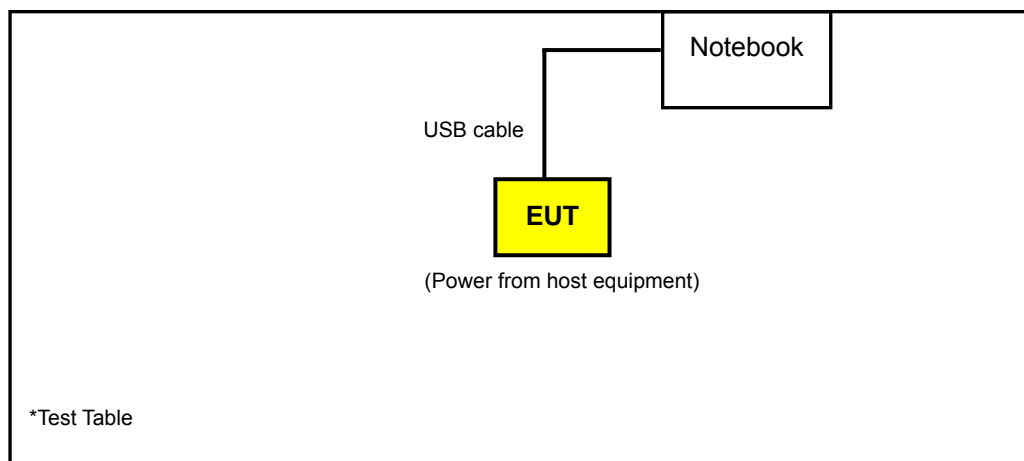 Notebook
USB cable
EUT
(Power from host equipment)
*Test Table